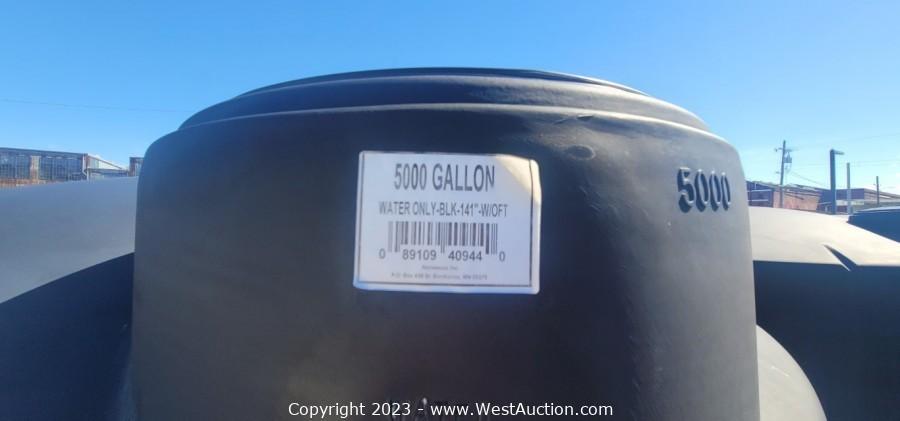 5000 GALLON
WATER ONLY-BLK-141"-W/OFT
0 89109 40944 0
5000
Copyright 2023 - www.WestAuction.com